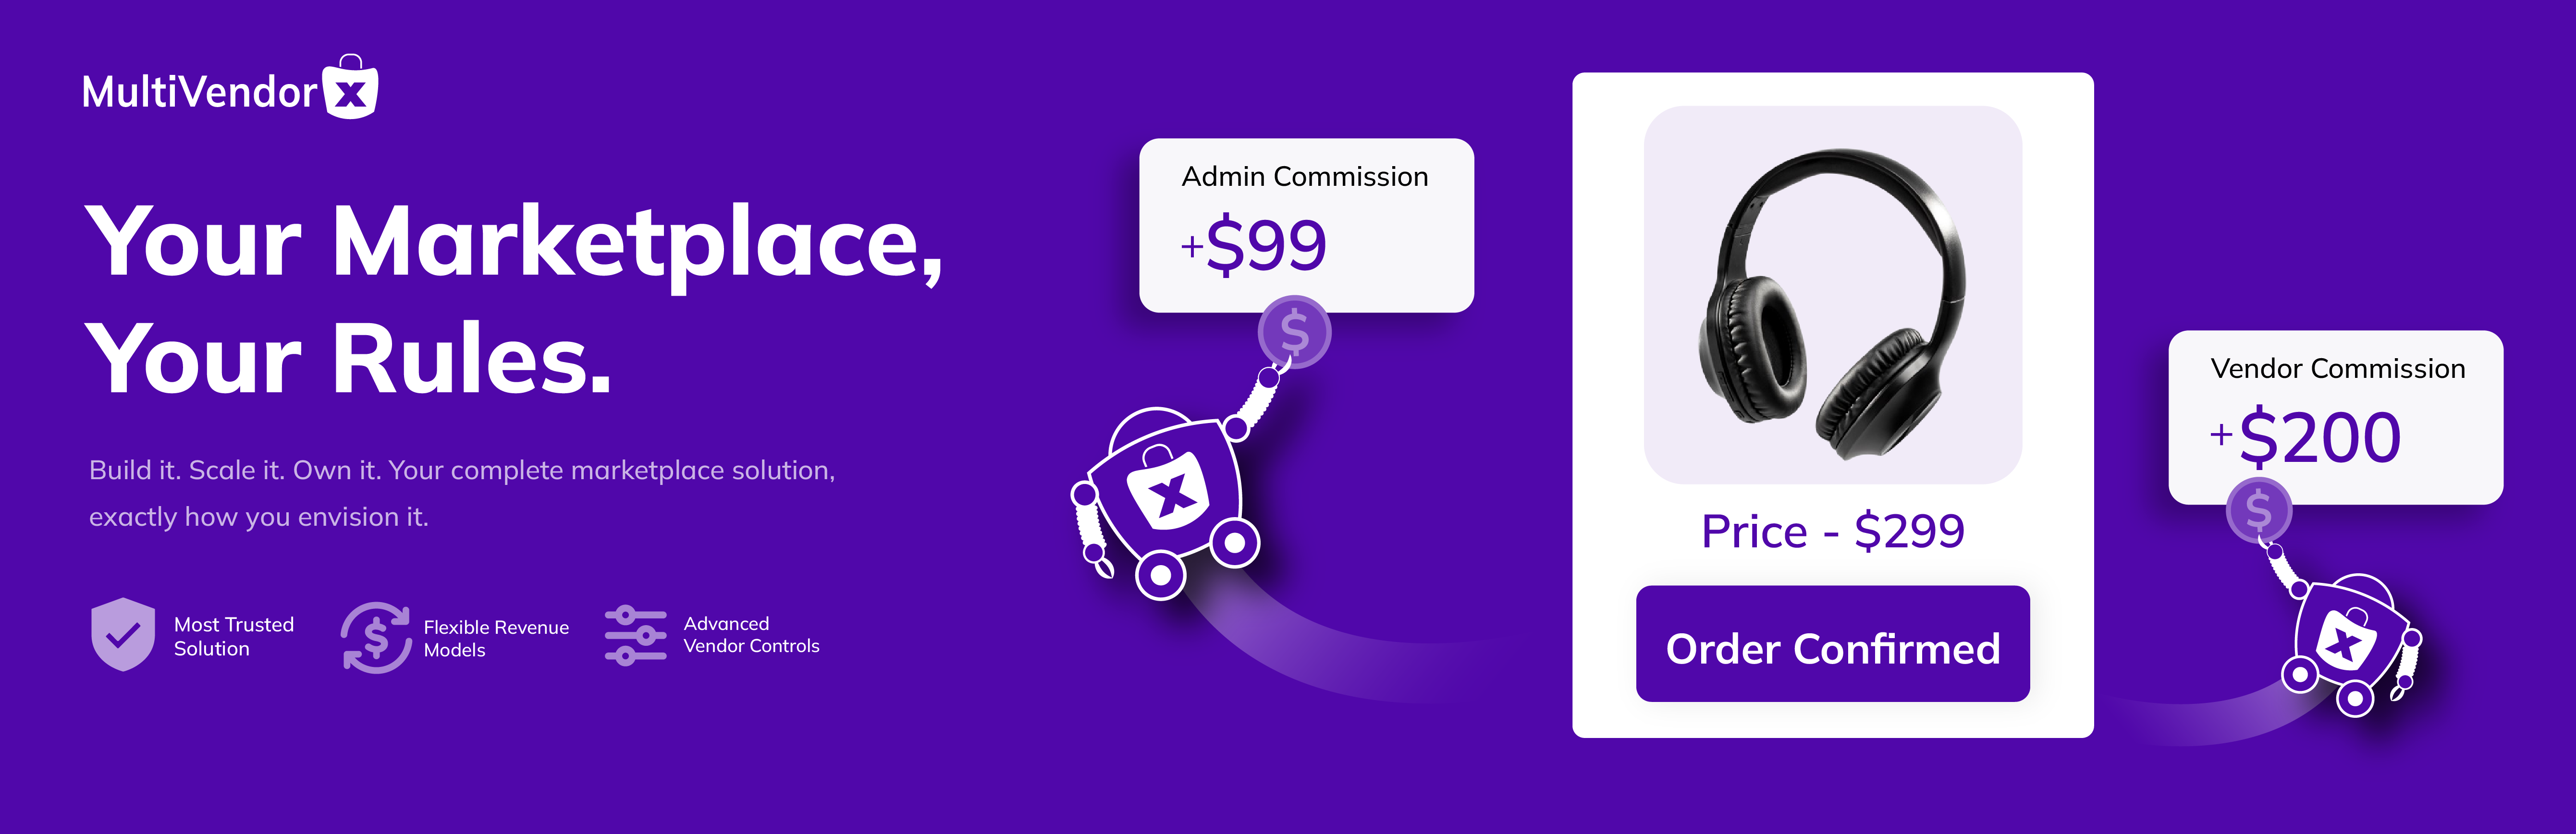 MultiVendorX
Your Marketplace,
Your Rules.
Build it. Scale it. Own it. Your complete marketplace solution,
exactly how you envision it.
Most Trusted
Solution
Flexible Revenue
Models
Advanced
Vendor Controls
Admin Commission
+$99
$
X
Price - $299
Order Confirmed
Vendor Commission
+$200
$
X